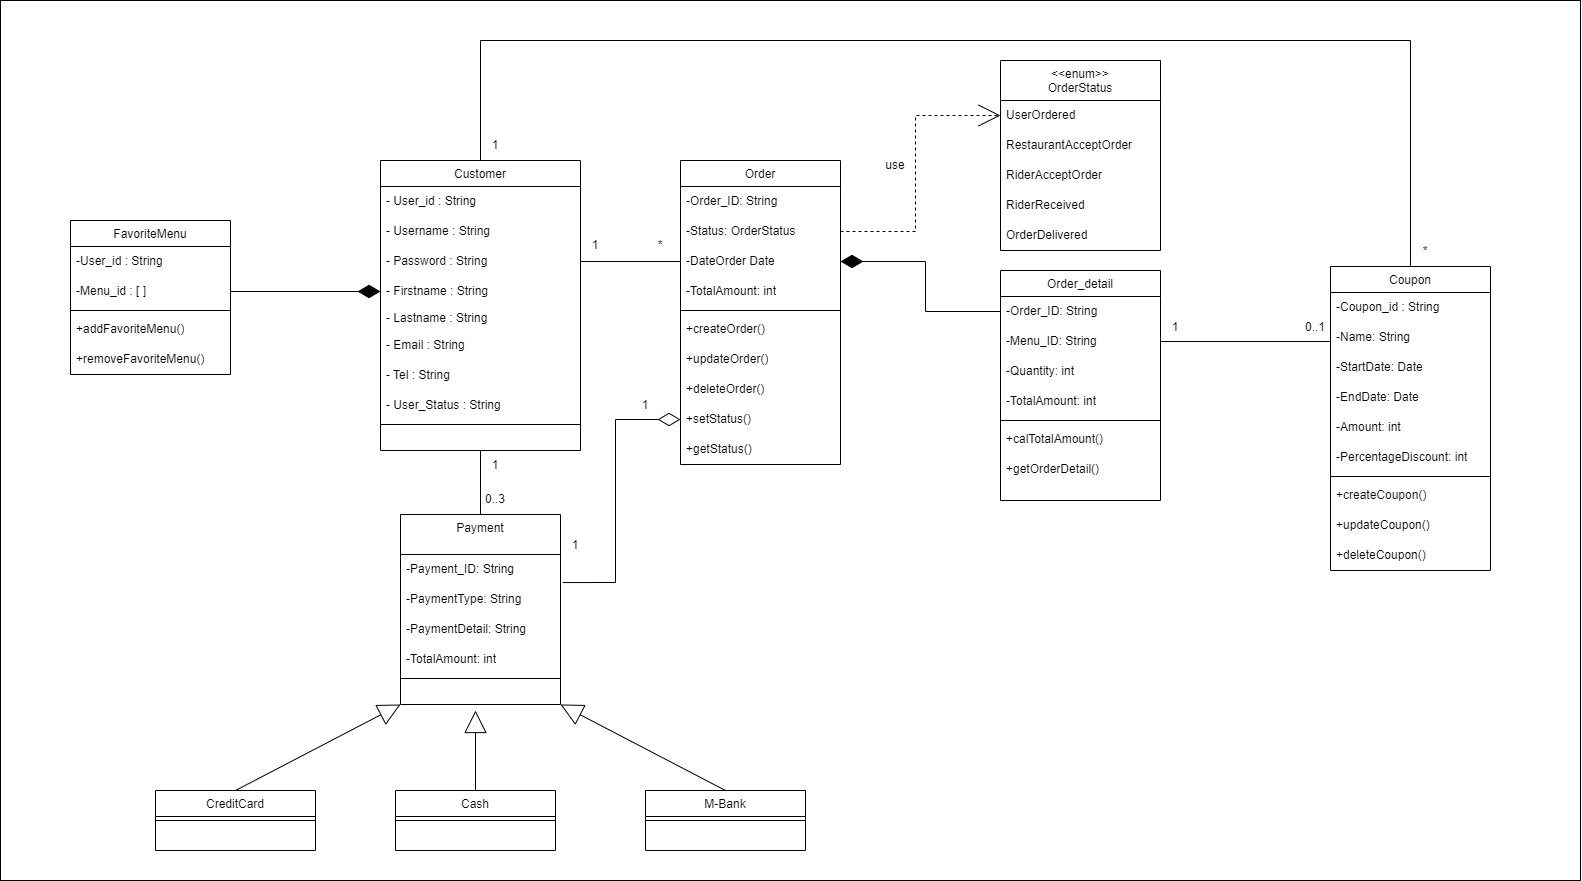 <<enum>>
OrderStatus
UserOrdered
RestaurantAcceptOrder
RiderAcceptOrder
RiderReceived
OrderDelivered
use
1
Customer
- User_id : String
- Username : String
- Password : String
- Firstname : String
- Lastname : String
- Email : String
- Tel : String
- User_Status : String
Order
-Order_ID: String
-Status: OrderStatus
-DateOrder Date
-TotalAmount: int
+createOrder()
+updateOrder()
+deleteOrder()
+setStatus()
+getStatus()
FavoriteMenu
-User_id : String
-Menu_id : [ ]
+addFavoriteMenu()
+removeFavoriteMenu()
1
*
*
Order_detail
-Order_ID: String
-Menu_ID: String
-Quantity: int
-TotalAmount: int
+calTotalAmount()
+getOrderDetail()
1
0..1
Coupon
-Coupon_id : String
-Name: String
-StartDate: Date
-EndDate: Date
-Amount: int
-PercentageDiscount: int
+createCoupon()
+updateCoupon()
+deleteCoupon()
1
1
0..3
1
Payment
-Payment_ID: String
-PaymentType: String
-PaymentDetail: String
-TotalAmount: int
CreditCard
Cash
M-Bank